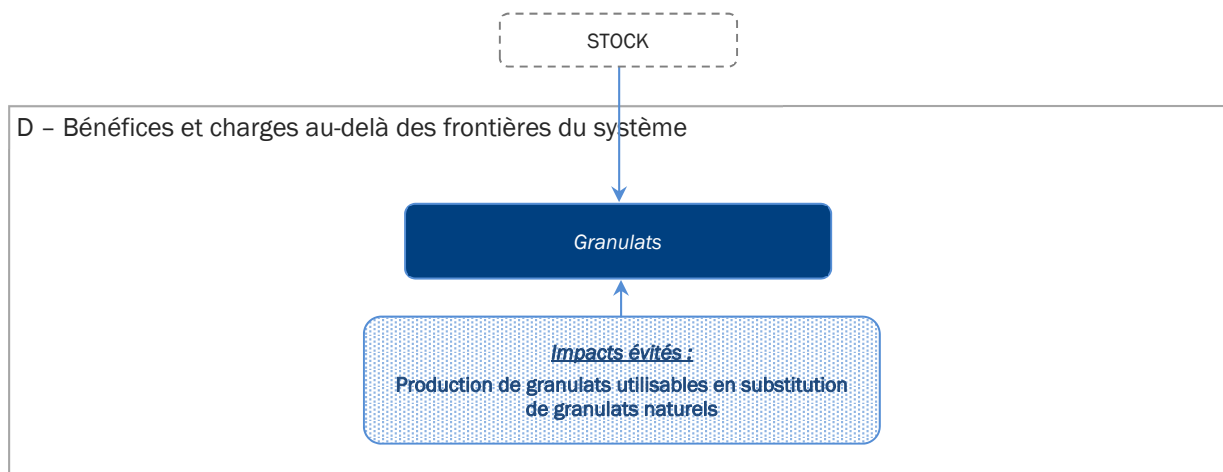 STOCK
D – Bénéfices et charges au-delà des frontières du système
Granulats
Impacts évités :
Production de granulats utilisables en substitution
de granulats naturels